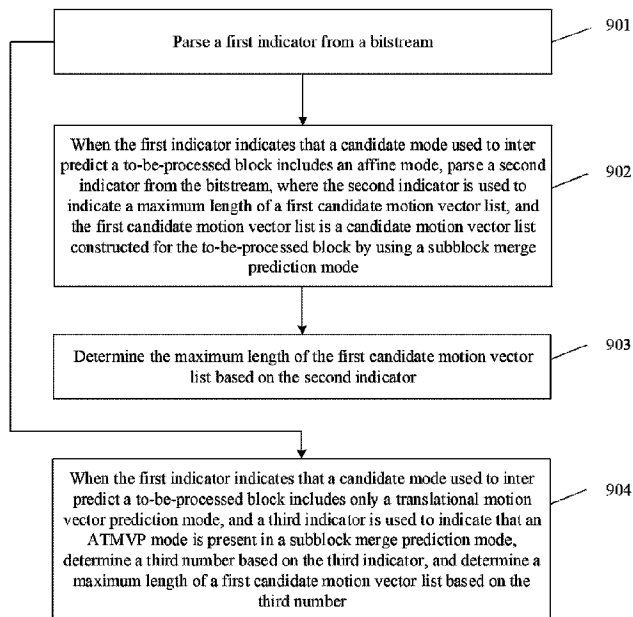 Parse a first indicator from a bitstream
901
When the first indicator indicates that a candidate mode used to inter
predict a to-be-processed block includes an affine mode, parse a second
indicator from the bitstream, where the second indicator is used to
indicate a maximum length of a first candidate motion vector list, and
the first candidate motion vector list is a candidate motion vector list
constructed for the to-be-processed block by using a subblock merge
prediction mode
902
Determine the maximum length of the first candidate motion vector
list based on the second indicator
903
When the first indicator indicates that a candidate mode used to inter
predict a to-be-processed block includes only a translational motion
vector prediction mode, and a third indicator is used to indicate that an
ATMVP mode is present in a subblock merge prediction mode,
determine a third number based on the third indicator, and determine a
maximum length of a first candidate motion vector list based on the
third number
904